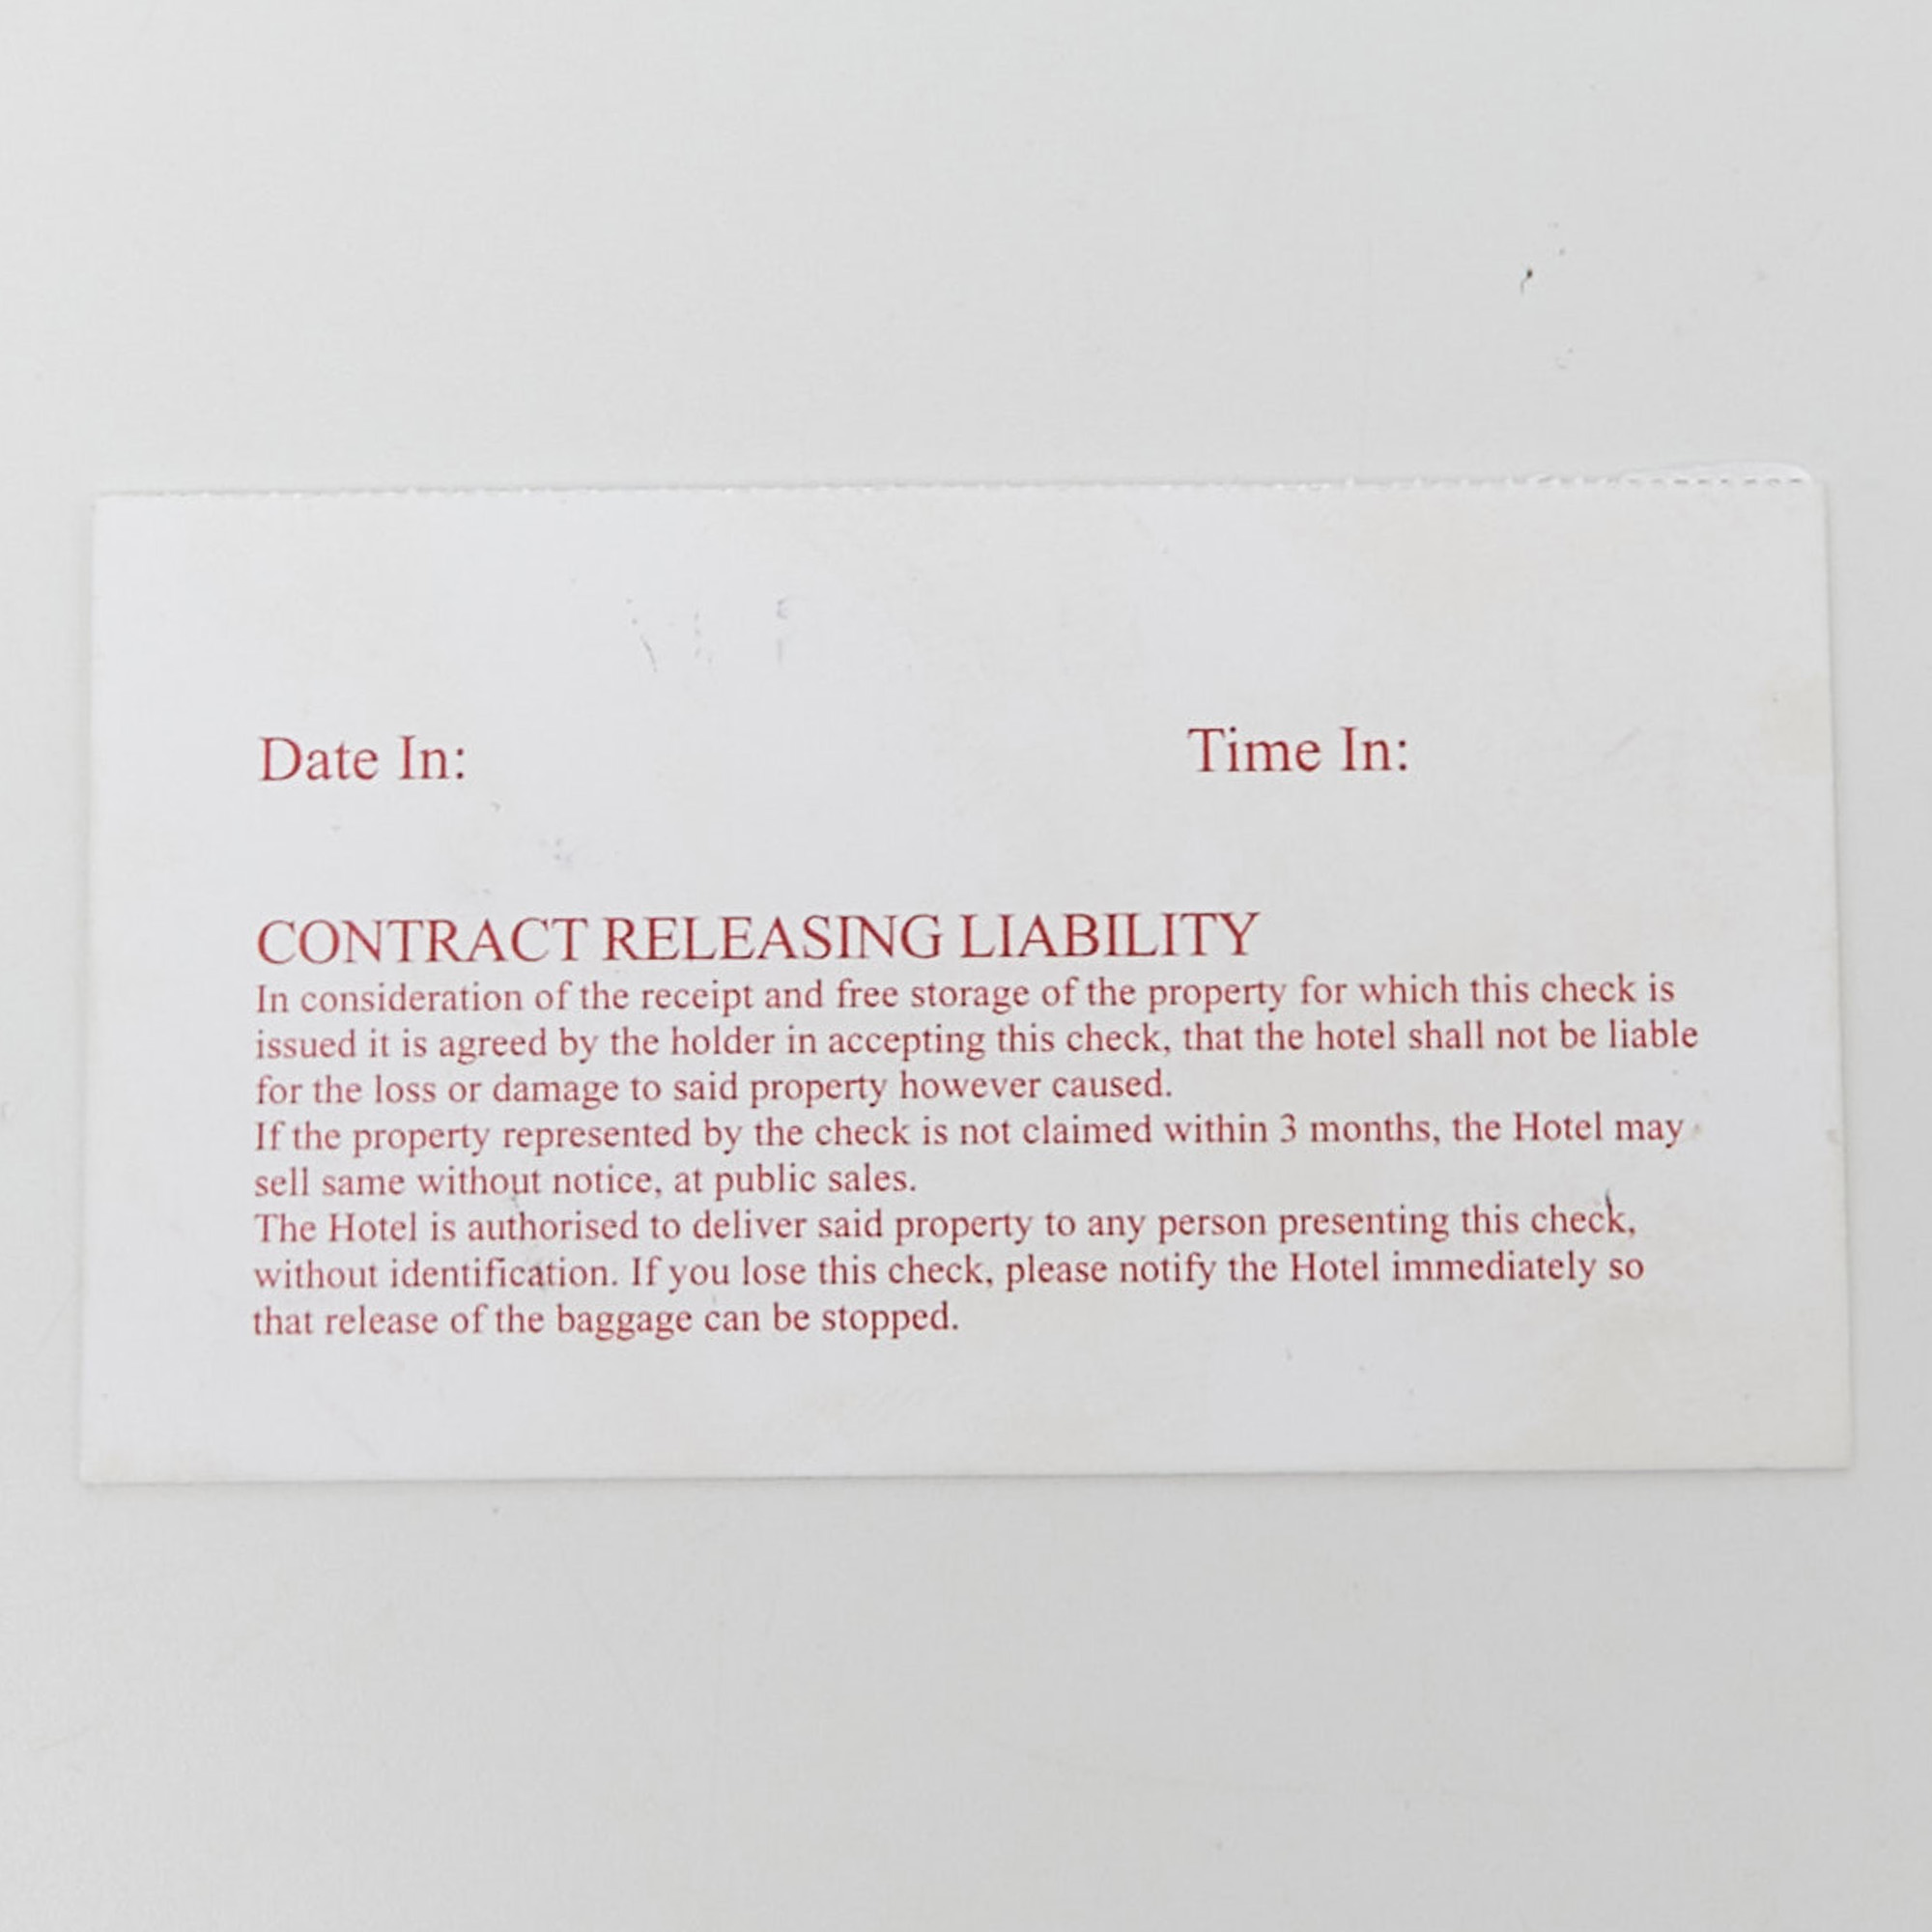 Date In: Time In:
CONTRACT RELEASING LIABILITY
In consideration of the receipt and free storage of the property for which this check is
issued it is agreed by the holder in accepting this check, that the hotel shall not be liable
for the loss or damage to said property however caused.
If the property represented by the check is not claimed within 3 months, the Hotel may
sell same without notice, at public sales.
The Hotel is authorised to deliver said property to any person presenting this check,
without identification. If you lose this check, please notify the Hotel immediately so
that release of the baggage can be stopped.